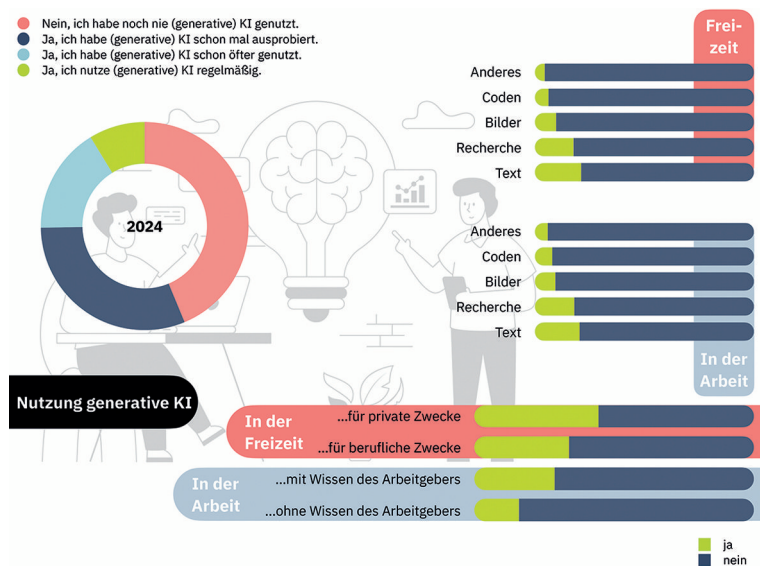 Nein, ich habe noch nie (generative) KI genutzt.
Ja, ich habe (generative) KI schon mal ausprobiert.
Ja, ich habe (generative) KI schon öfter genutzt.
Ja, ich nutze (generative) KI regelmäßig.
2024
Frei-
zeit
Anderes
Coden
Bilder
Recherche
Text
Anderes
Coden
Bilder
Recherche
Text
In der
Arbeit
Nutzung generative KI
In der
Freizeit
...für private Zwecke
...für berufliche Zwecke
In der
Arbeit
...mit Wissen des Arbeitgebers
...ohne Wissen des Arbeitgebers
ja
nein